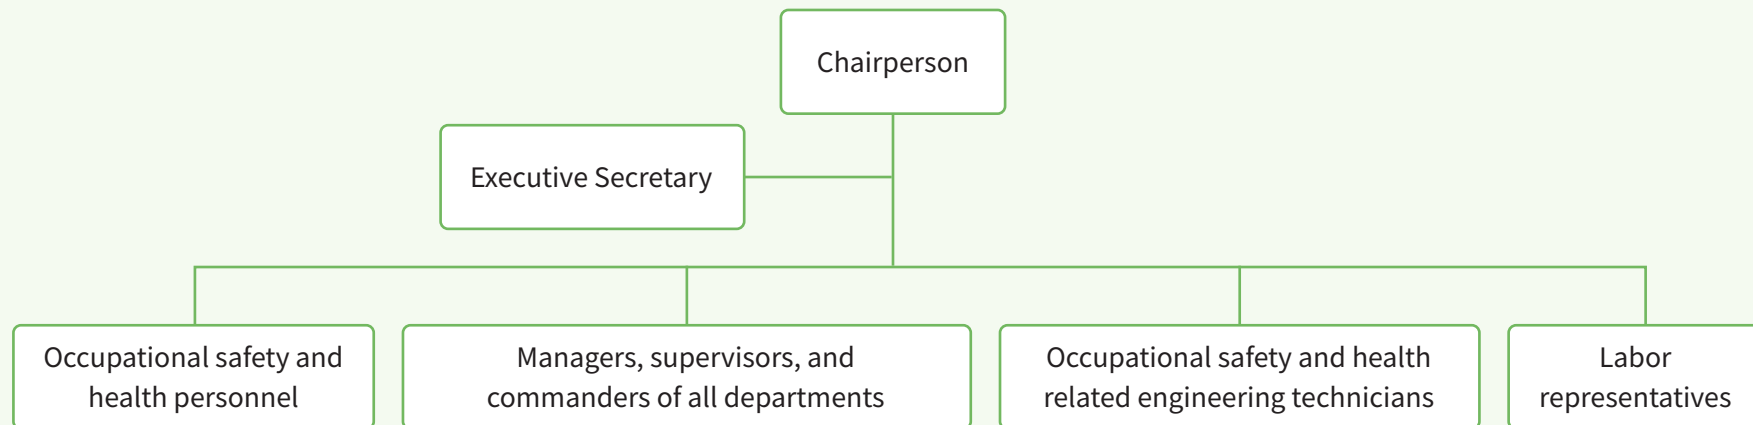 Chairperson
Executive Secretary
Occupational safety and
health personnel
Managers, supervisors, and
commanders of all departments
Occupational safety and health
related engineering technicians
Labor
representatives